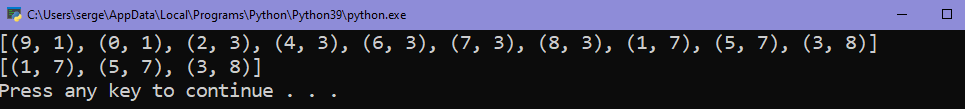 C:\Users\serge\AppData\Local\Programs\Python\Python39\python.exe
[(9, 1), (0, 1), (2, 3), (4, 3), (6, 3), (7, 3), (8, 3), (1, 7), (5, 7), (3, 8)]
[(1, 7), (5, 7), (3, 8)]
Press any key to continue . . .